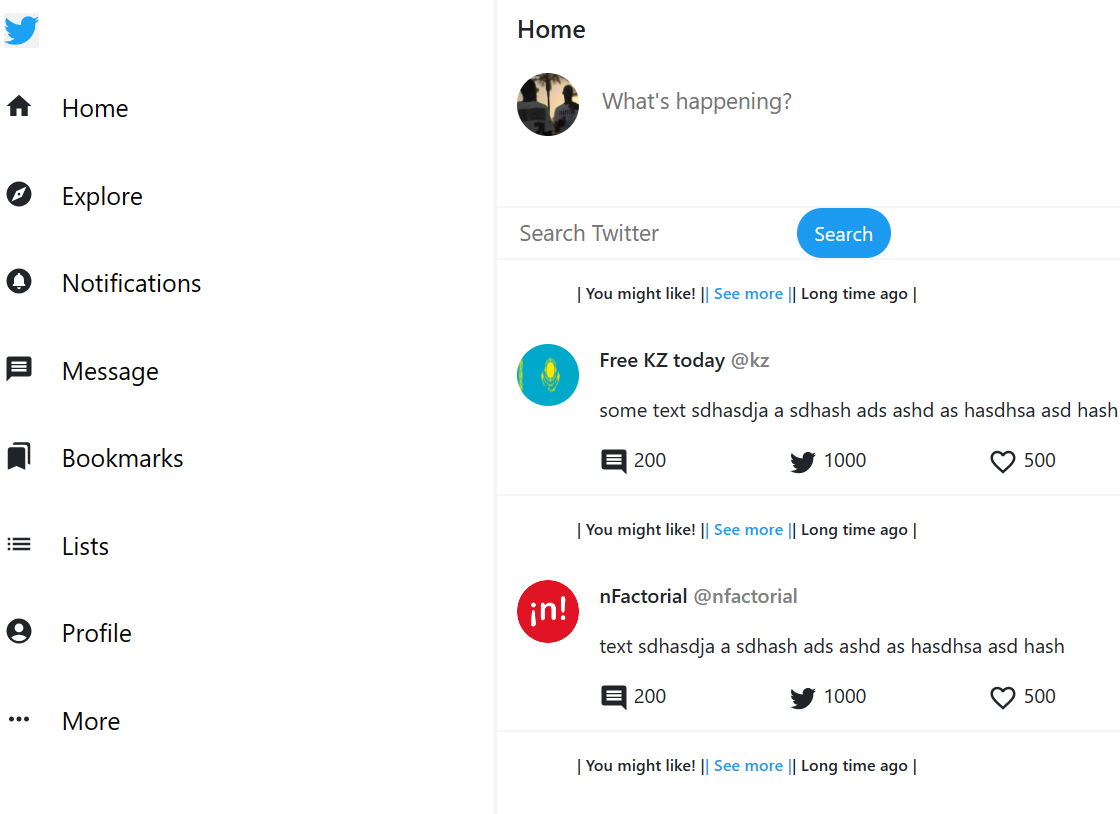 Home
Explore
Notifications
Message
Bookmarks
Lists
Profile
More
Home
What's happening?
Search Twitter
Search
| You might like! || See more || Long time ago |
Free KZ today @kz
some text sdhasdja a sdhash ads ashd as hasdhsa asd hash
200 1000 500
| You might like! || See more || Long time ago |
nFactorial @nfactorial
¡n!
text sdhasdja a sdhash ads ashd as hasdhsa asd hash
200 1000 500
| You might like! || See more || Long time ago |